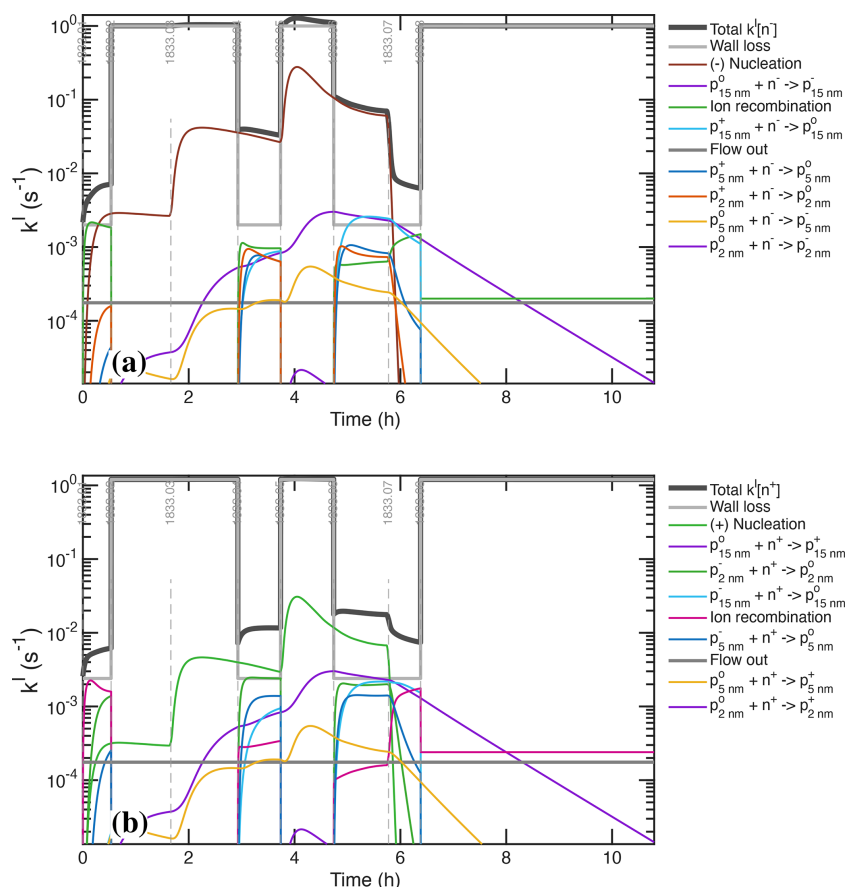 10^0
10^-1
10^-2
10^-3
10^-4
k^I (s^-1)
1833.03
1833.07
(a)
0
2
4
6
8
10
Time (h)
Total k^I[n^-]
Wall loss
(-) Nucleation
p^o_15 nm + n^- -> p^-_15 nm
Ion recombination
p^+_15 nm + n^- -> p^o_15 nm
Flow out
p^+_5 nm + n^- -> p^o_5 nm
p^+_2 nm + n^- -> p^o_2 nm
p^o_5 nm + n^- -> p^-_5 nm
p^o_2 nm + n^- -> p^-_2 nm
10^0
10^-1
10^-2
10^-3
10^-4
k^I (s^-1)
1833.03
1833.07
(b)
0
2
4
6
8
10
Time (h)
Total k^I[n^+]
Wall loss
(+) Nucleation
p^o_15 nm + n^+ -> p^+_15 nm
p^-_2 nm + n^+ -> p^o_2 nm
p^-_15 nm + n^+ -> p^o_15 nm
Ion recombination
p^-_5 nm + n^+ -> p^o_5 nm
Flow out
p^o_5 nm + n^+ -> p^+_5 nm
p^o_2 nm + n^+ -> p^+_2 nm